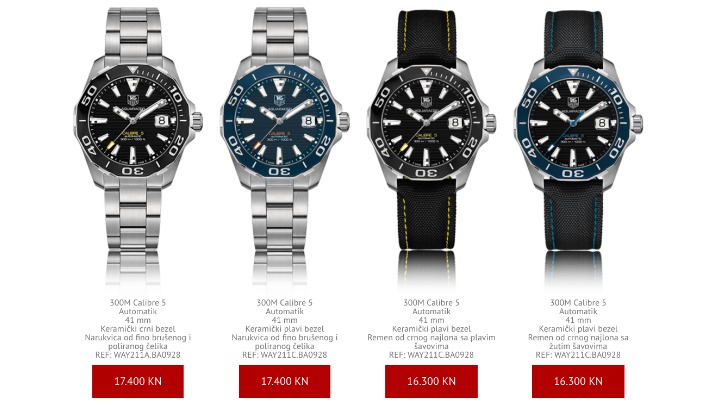 300M Calibre 5
Automatik
41 mm
Keramički crni bezel
Narukvica od fino brušenog i
poliranog čelika
REF: WAY211A.BA0928
17.400 KN
300M Calibre 5
Automatik
41 mm
Keramički plavi bezel
Narukvica od fino brušenog i
poliranog čelika
REF: WAY211C.BA0928
17.400 KN
300M Calibre 5
Automatik
41 mm
Keramički plavi bezel
Remen od crnog najlona sa plavim
šavovima
REF: WAY211C.BA0928
16.300 KN
300M Calibre 5
Automatik
41 mm
Keramički plavi bezel
Remen od crnog najlona sa
žutim šavovima
REF: WAY211C.BA0928
16.300 KN